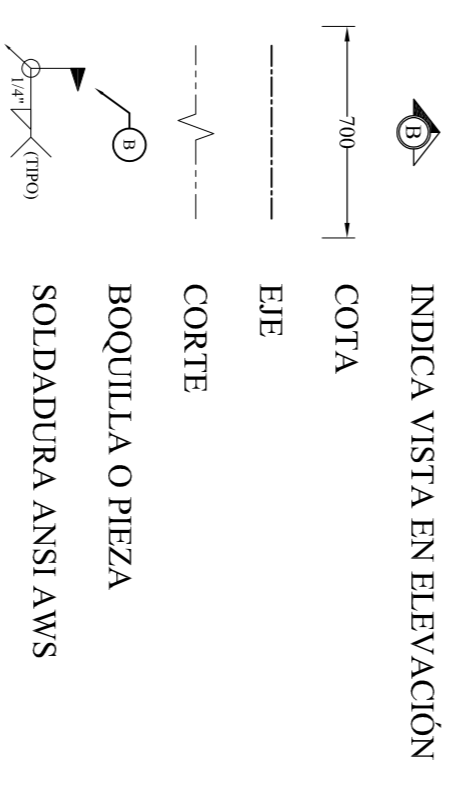 B INDICA VISTA EN ELEVACIÓN
700 COTA
EJE
CORTE
B BOQUILLA O PIEZA
1/4" (TIPO) SOLDADURA ANSI AWS